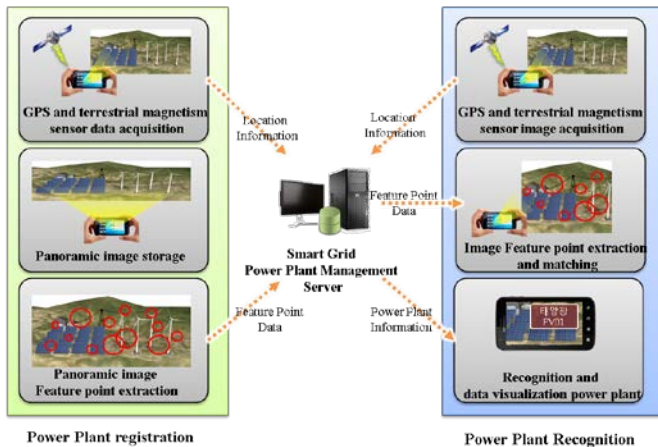 GPS and terrestrial magnetism
sensor data acquisition
Panoramic image storage
Panoramic image
Feature point extraction
Power Plant registration
Location
Information
Location
Information
Feature Point
Data
Smart Grid
Power Plant Management
Server
Feature Point
Data
Power Plant
Information
GPS and terrestrial magnetism
sensor image acquisition
Image Feature point extraction
and matching
태양광
PV01
Recognition and
data visualization power plant
Power Plant Recognition